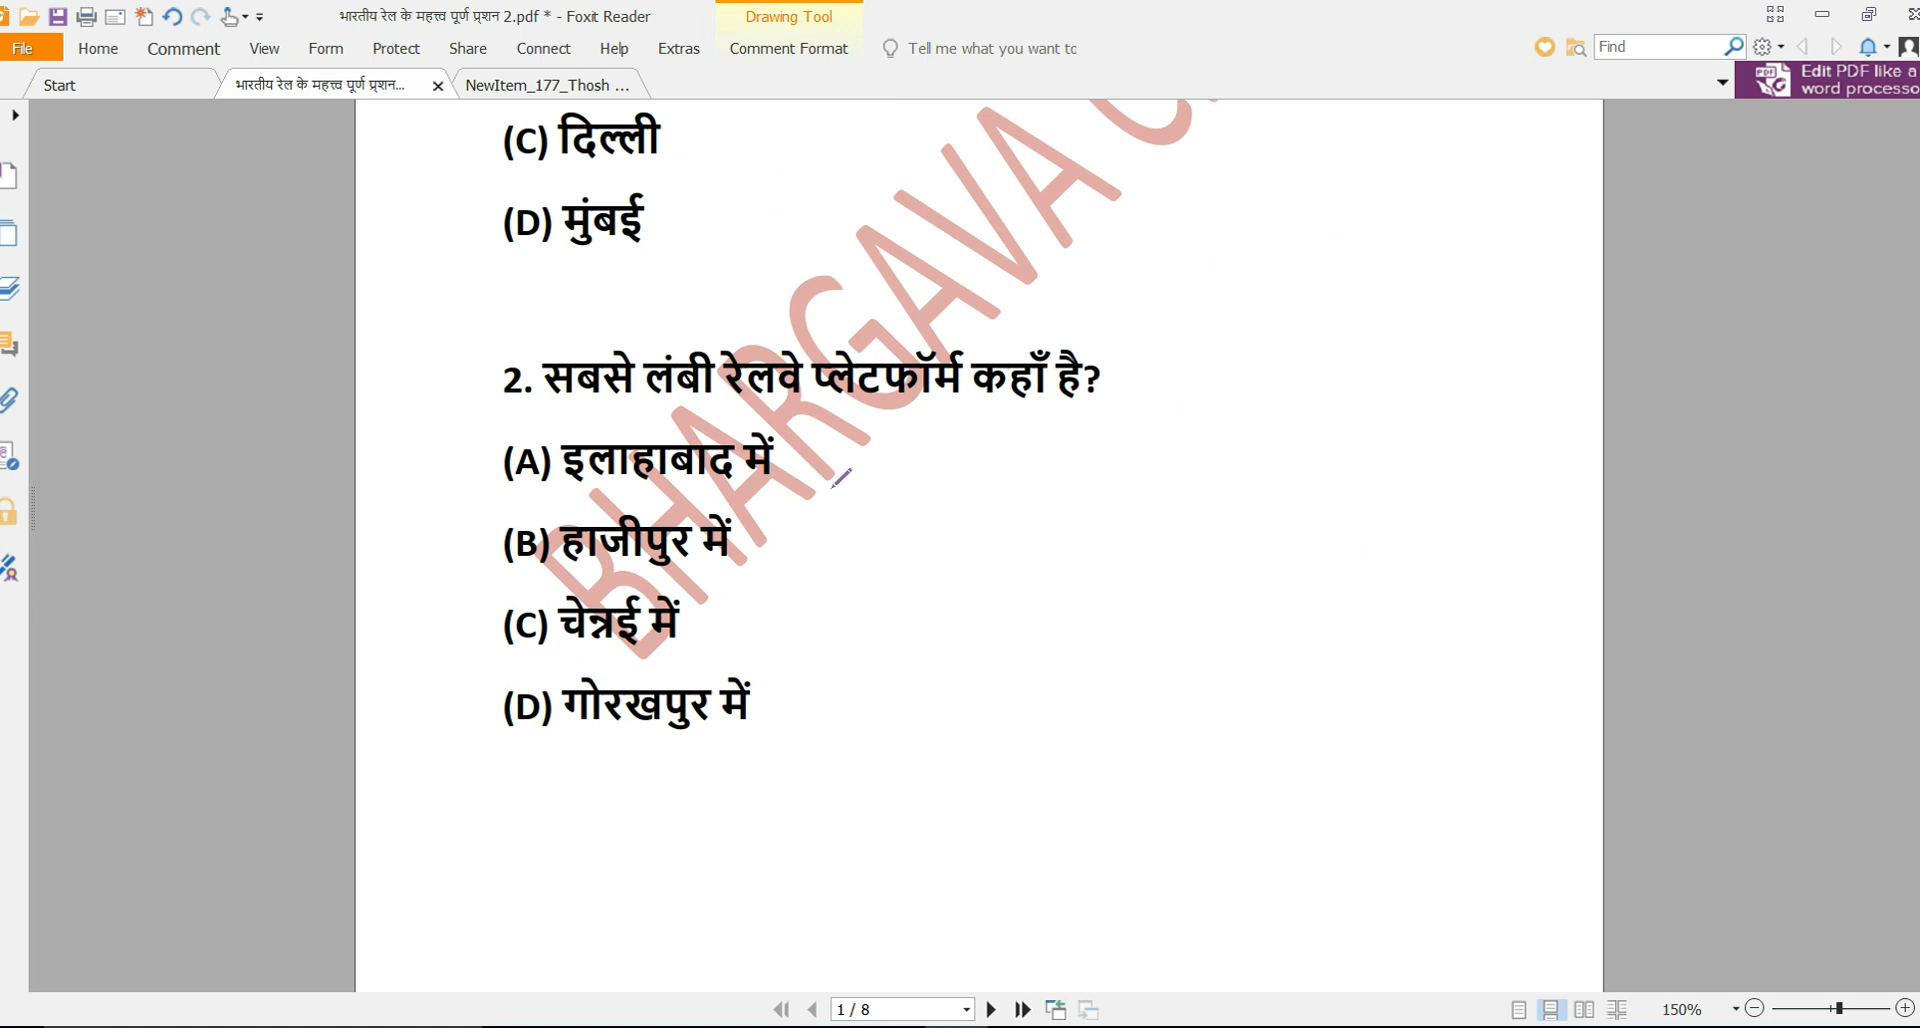 भारतीय रेल के महत्त्व पूर्ण प्रशन 2.pdf * - Foxit Reader
Drawing Tool
File Home Comment View Form Protect Share Connect Help Extras Comment Format Tell me what you want to
Find
Start
भारतीय रेल के महत्त्व पूर्ण प्रशन...
NewItem_177_Thosh ...
Edit PDF like a
word processo
(C) दिल्ली
(D) मुंबई
BHARGAVA
2. सबसे लंबी रेलवे प्लेटफॉर्म कहाँ है?
(A) इलाहाबाद में
(B) हाजीपुर में
(C) चेन्नई में
(D) गोरखपुर में
1 / 8
150%